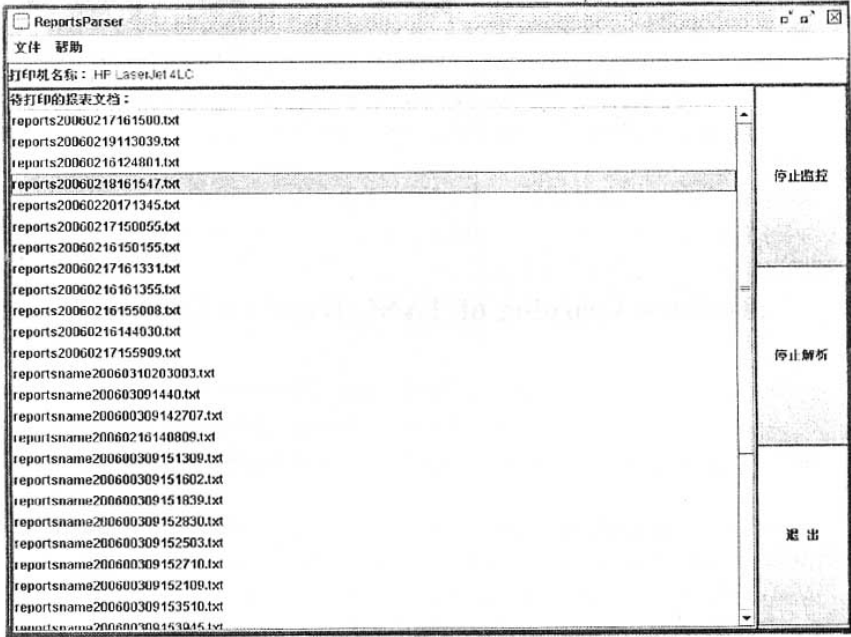 ReportsParser
文件 帮助
打印机名称： HP LaserJet 4LC
待打印的报表文档：
reports20060217161500.txt
reports20060219113039.txt
reports20060216124801.txt
reports20060218161547.txt
reports20060220171345.txt
reports20060217150055.txt
reports20060216150155.txt
reports20060217161331.txt
reports20060216161355.txt
reports20060216155008.txt
reports20060216144030.txt
reports20060217155909.txt
reportsname20060310203003.txt
reportsname200603091440.txt
reportsname200600309142707.txt
reportsname20060216140809.txt
reportsname200600309151309.txt
reportsname200600309151602.txt
reportsname200600309151839.txt
reportsname200600309152830.txt
reportsname200600309152503.txt
reportsname200600309152710.txt
reportsname200600309152109.txt
reportsname200600309153510.txt
reportsname200600309153945.txt
停止监控
停止解析
退 出